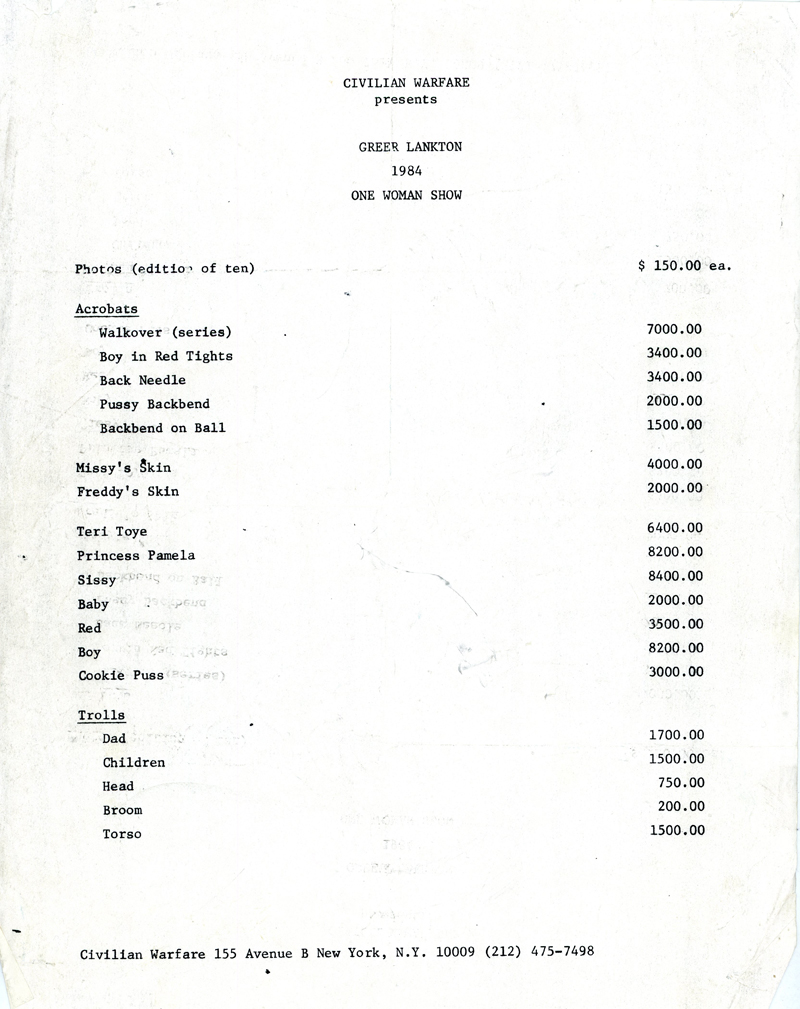 CIVILIAN WARFARE
presents
GREER LANKTON
1984
ONE WOMAN SHOW
Photos (edition of ten) $ 150.00 ea.
Acrobats
Walkover (series) 7000.00
Boy in Red Tights 3400.00
Back Needle 3400.00
Pussy Backbend 2000.00
Backbend on Ball 1500.00
Missy's Skin 4000.00
Freddy's Skin 2000.00
Teri Toye 6400.00
Princess Pamela 8200.00
Sissy 8400.00
Baby 2000.00
Red 3500.00
Boy 8200.00
Cookie Puss 3000.00
Trolls
Dad 1700.00
Children 1500.00
Head 750.00
Broom 200.00
Torso 1500.00
Civilian Warfare 155 Avenue B New York, N.Y. 10009 (212) 475-7498